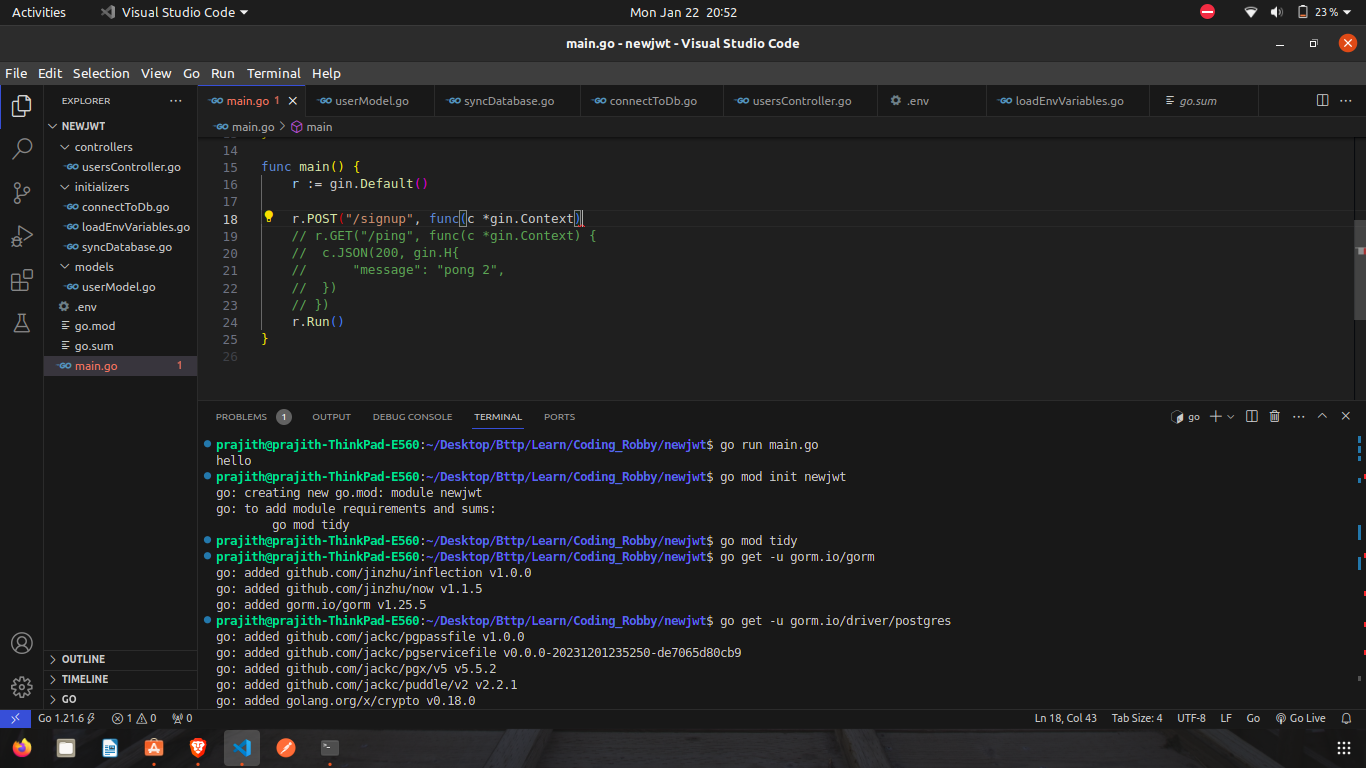 Activities
Visual Studio Code
Mon Jan 22 20:52
23 %
main.go - newjwt - Visual Studio Code
File Edit Selection View Go Run Terminal Help
EXPLORER
main.go 1
userModel.go
syncDatabase.go
connectToDb.go
usersController.go
.env
loadEnvVariables.go
go.sum
NEWJWT
controllers
usersController.go
initializers
connectToDb.go
loadEnvVariables.go
syncDatabase.go
models
userModel.go
.env
go.mod
go.sum
main.go 1
OUTLINE
TIMELINE
GO
main.go > main
14
15 func main() {
16 r := gin.Default()
17
18 r.POST("/signup", func(c *gin.Context)
19 // r.GET("/ping", func(c *gin.Context) {
20 // c.JSON(200, gin.H{
21 // "message": "pong 2",
22 // })
23 // })
24 r.Run()
25 }
26
PROBLEMS 1 OUTPUT DEBUG CONSOLE TERMINAL PORTS
go
prajith@prajith-ThinkPad-E560:~/Desktop/Bttp/Learn/Coding_Robby/newjwt$ go run main.go
hello
prajith@prajith-ThinkPad-E560:~/Desktop/Bttp/Learn/Coding_Robby/newjwt$ go mod init newjwt
go: creating new go.mod: module newjwt
go: to add module requirements and sums:
go mod tidy
prajith@prajith-ThinkPad-E560:~/Desktop/Bttp/Learn/Coding_Robby/newjwt$ go mod tidy
prajith@prajith-ThinkPad-E560:~/Desktop/Bttp/Learn/Coding_Robby/newjwt$ go get -u gorm.io/gorm
go: added github.com/jinzhu/inflection v1.0.0
go: added github.com/jinzhu/now v1.1.5
go: added gorm.io/gorm v1.25.5
prajith@prajith-ThinkPad-E560:~/Desktop/Bttp/Learn/Coding_Robby/newjwt$ go get -u gorm.io/driver/postgres
go: added github.com/jackc/pgpassfile v1.0.0
go: added github.com/jackc/pgservicefile v0.0.0-20231201235250-de7065d80cb9
go: added github.com/jackc/pgx/v5 v5.5.2
go: added github.com/jackc/puddle/v2 v2.2.1
go: added golang.org/x/crypto v0.18.0
Go 1.21.6
1 0
0
Ln 18, Col 43
Tab Size: 4
UTF-8
LF
Go
Go Live